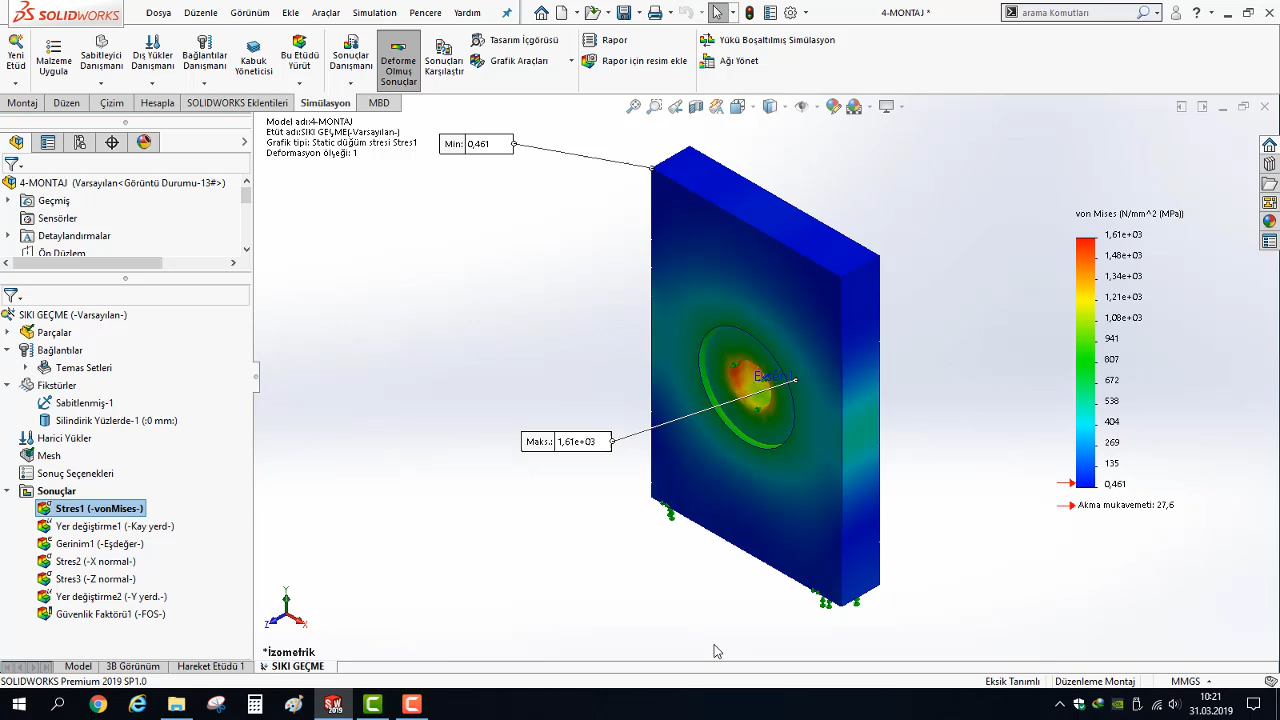 SOLIDWORKS
Dosya Düzenle Görünüm Ekle Araçlar Simulation Pencere Yardım
4-MONTAJ *
arama Komutları
Yeni Etüd
Malzeme Uygula
Sabitleyici Danışmanı
Dış Yükler Danışmanı
Bağlantılar Danışmanı
Kabuk Yöneticisi
Bu Etüdü Yürüt
Sonuçlar Danışmanı
Deforme Olmuş Sonuçlar
Sonuçları Karşılaştır
Tasarım İçgörüsü
Grafik Araçları
Rapor
Rapor için resim ekle
Yükü Boşaltılmış Simülasyon
Ağı Yönet
Montaj Düzen Çizim Hesapla SOLIDWORKS Eklentileri Simülasyon MBD
4-MONTAJ (Varsayılan<Görüntü Durumu-13#>)
Geçmiş
Sensörler
Detaylandırmalar
Ön Düzlem
SIKI GEÇME (-Varsayılan-)
Parçalar
Bağlantılar
Temas Setleri
Fikstürler
Sabitlenmiş-1
Silindirik Yüzlerde-1 (:0 mm:)
Harici Yükler
Mesh
Sonuç Seçenekleri
Sonuçlar
Stres1 (-vonMises-)
Yer değiştirme1 (-Kay yerd-)
Gerinim1 (-Eşdeğer-)
Stres2 (-X normal-)
Stres3 (-Z normal-)
Yer değiştirme2 (-Y yerd.-)
Güvenlik Faktörü1 (-FOS-)
Model adı:4-MONTAJ
Etüt adı:SIKI GEÇME(-Varsayılan-)
Grafik tipi: Static düğüm stresi Stres1
Deformasyon ölçeği: 1
Min: 0,461
Maks.: 1,61e+03
von Mises (N/mm^2 (MPa))
1,61e+03
1,48e+03
1,34e+03
1,21e+03
1,08e+03
941
807
672
538
404
269
135
0,461
Akma mukavemeti: 27,6
Y
Z
X
*İzometrik
Model 3B Görünüm Hareket Etüdü 1 SIKI GEÇME
SOLIDWORKS Premium 2019 SP1.0
Eksik Tanımlı Düzenleme Montaj MMGS
SW
2019
10:21
31.03.2019